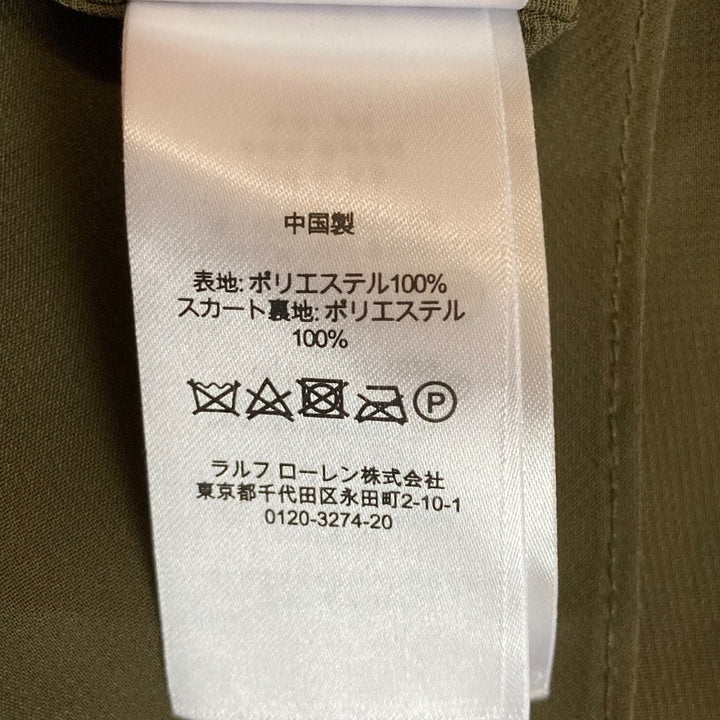 中国製
表地: ポリエステル100%
スカート裏地: ポリエステル
100%
P
ラルフ ローレン株式会社
東京都千代田区永田町2-10-1
0120-3274-20